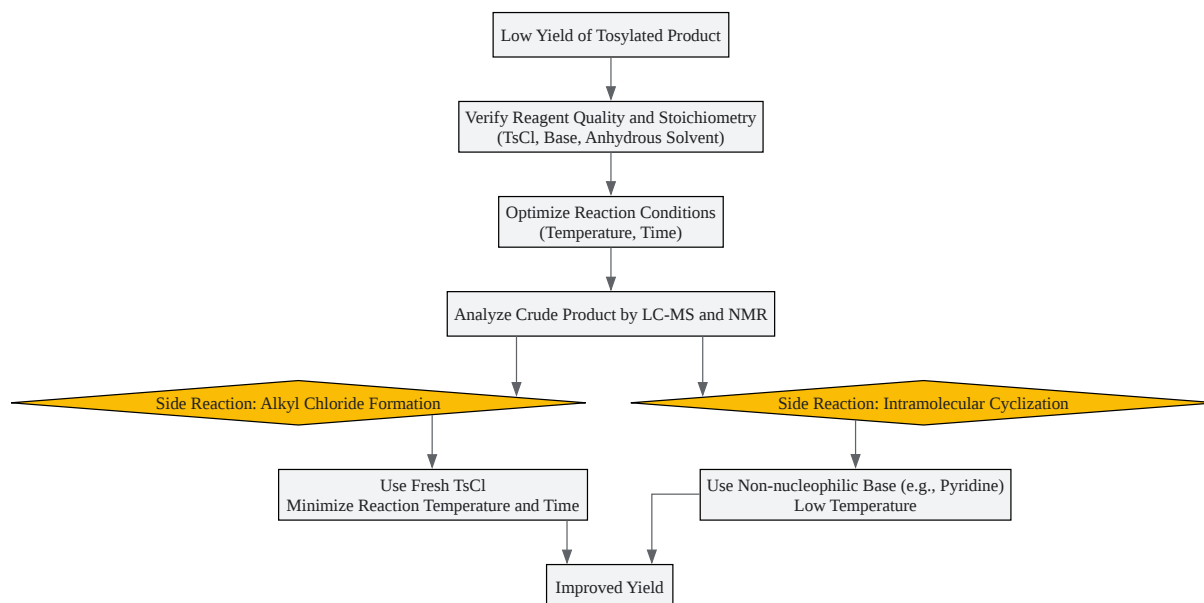 Low Yield of Tosylated Product
Verify Reagent Quality and Stoichiometry
(TsCl, Base, Anhydrous Solvent)
Optimize Reaction Conditions
(Temperature, Time)
Analyze Crude Product by LC-MS and NMR
Side Reaction: Alkyl Chloride Formation
Side Reaction: Intramolecular Cyclization
Use Fresh TsCl
Minimize Reaction Temperature and Time
Use Non-nucleophilic Base (e.g., Pyridine)
Low Temperature
Improved Yield